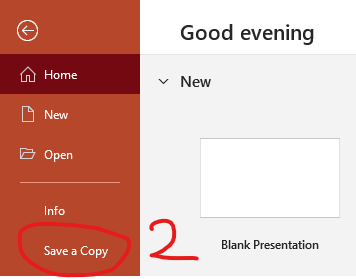 Good evening
Home
New
New
Open
Info
Save a Copy
2
Blank Presentation